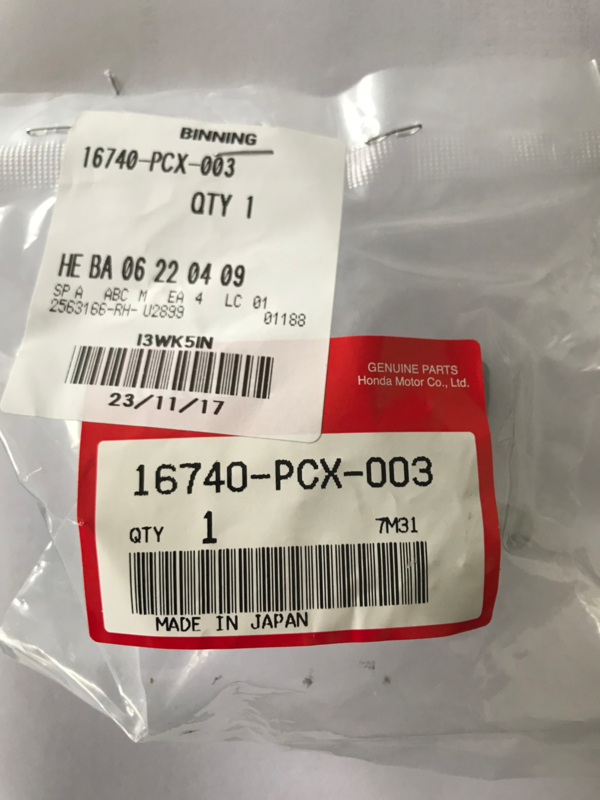 BINNING
16740-PCX-003
QTY 1
HE BA 06 22 04 09
SP A ABC M EA 4 LC 01
2563166-RH- U2899 01188
I3WK5IN
23/11/17
GENUINE PARTS
Honda Motor Co., Ltd.
16740-PCX-003
QTY 1 7M31
MADE IN JAPAN